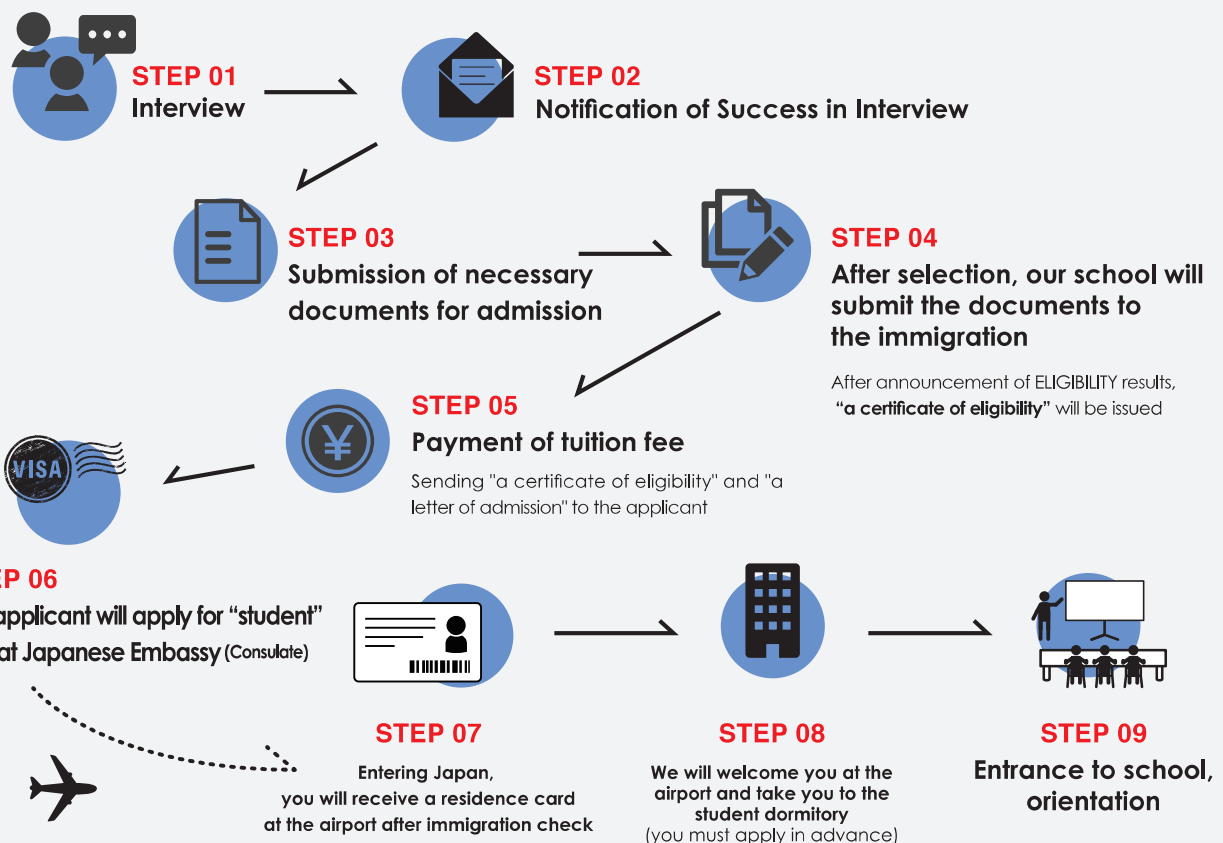 STEP 01
Interview
STEP 02
Notification of Success in Interview
STEP 03
Submission of necessary
documents for admission
STEP 04
After selection, our school will
submit the documents to
the immigration
After announcement of ELIGIBILITY results,
“a certificate of eligibility” will be issued
STEP 05
Payment of tuition fee
Sending "a certificate of eligibility" and "a
letter of admission" to the applicant
¥
VISA
EP 06
applicant will apply for “student”
at Japanese Embassy (Consulate)
STEP 07
Entering Japan,
you will receive a residence card
at the airport after immigration check
STEP 08
We will welcome you at the
airport and take you to the
student dormitory
(you must apply in advance)
STEP 09
Entrance to school,
orientation